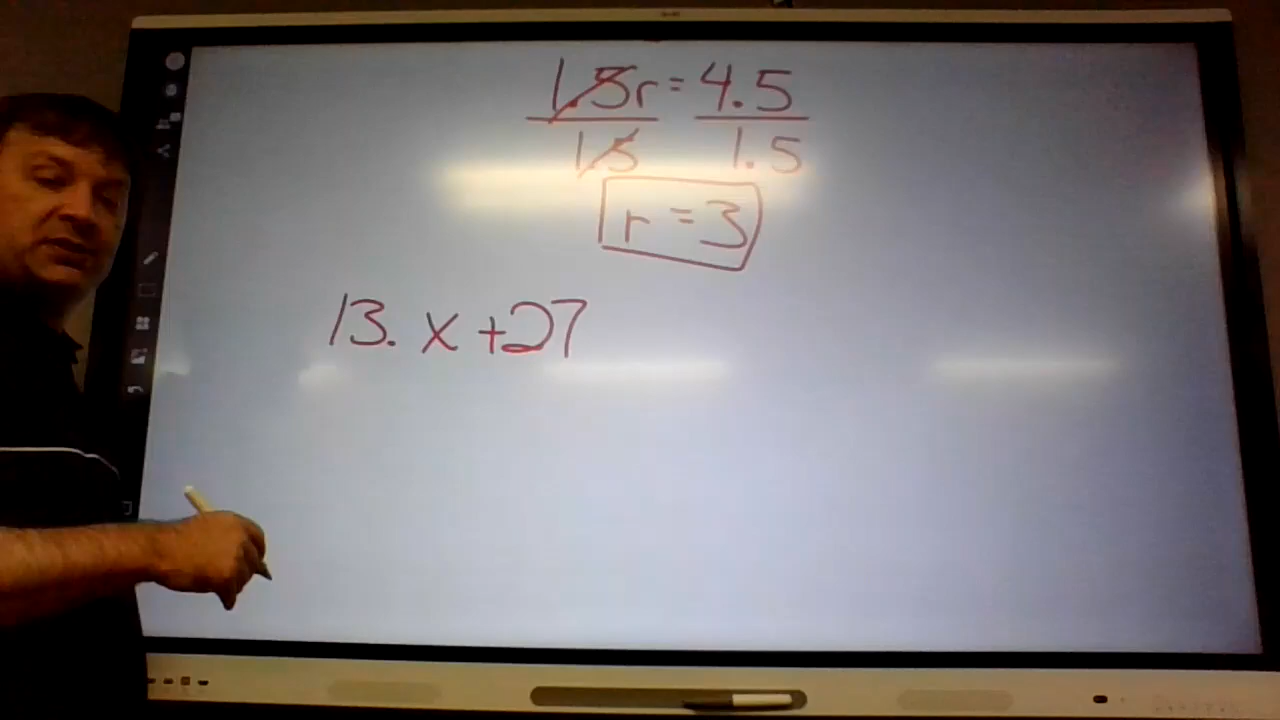 1.5r = 4.5
1.5 1.5
r = 3
13. x + 27